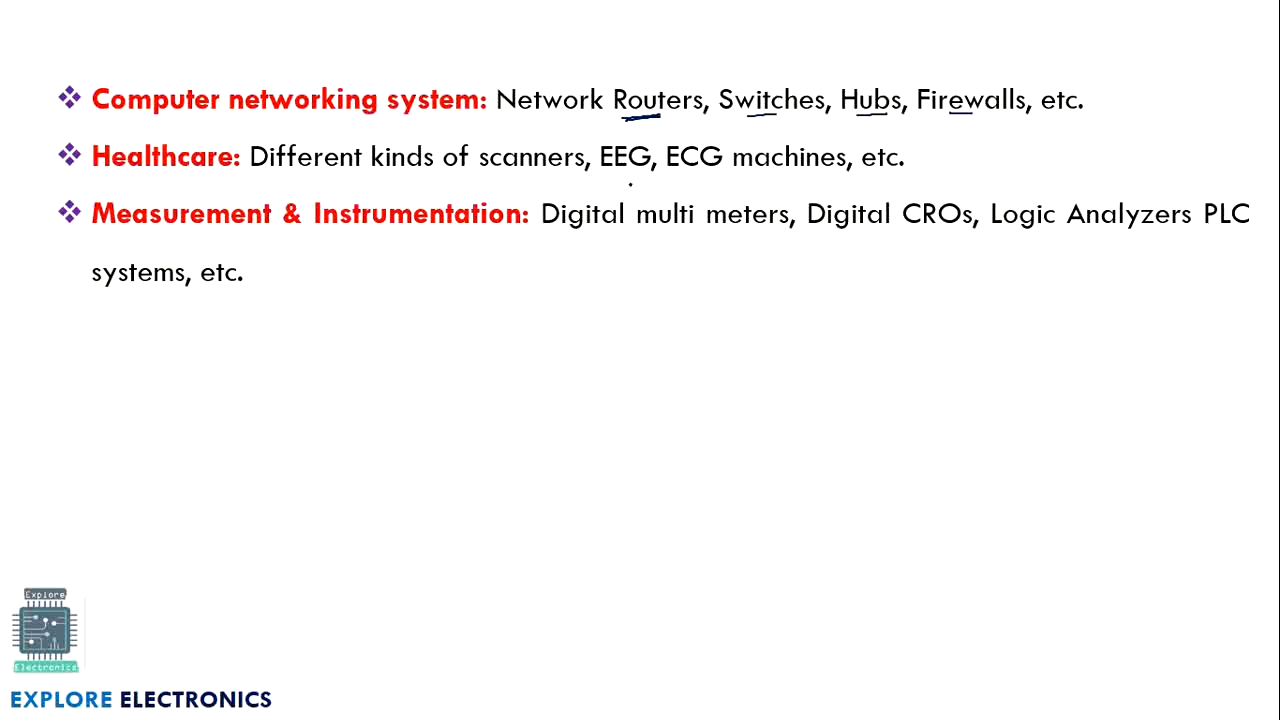 ❖ Computer networking system: Network Routers, Switches, Hubs, Firewalls, etc.
❖ Healthcare: Different kinds of scanners, EEG, ECG machines, etc.
❖ Measurement & Instrumentation: Digital multi meters, Digital CROs, Logic Analyzers PLC
systems, etc.
Explore
Electronics
EXPLORE ELECTRONICS